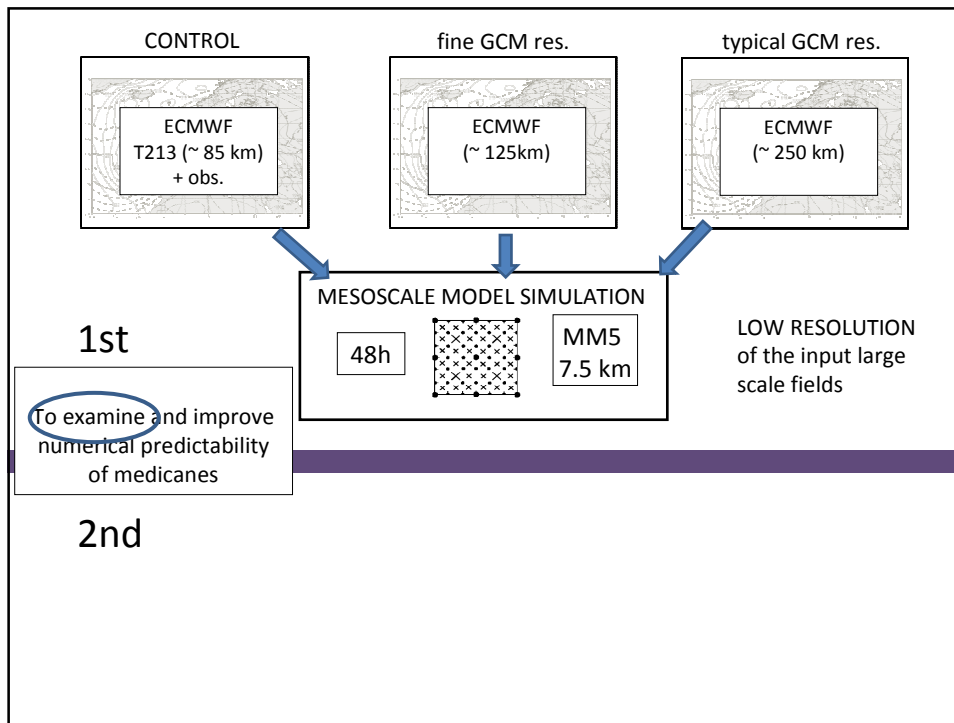 CONTROL
fine GCM res.
typical GCM res.
ECMWF
T213 (~ 85 km)
+ obs.
ECMWF
(~ 125km)
ECMWF
(~ 250 km)
MESOSCALE MODEL SIMULATION
48h
MM5
7.5 km
LOW RESOLUTION
of the input large
scale fields
1st
To examine and improve
numerical predictability
of medicanes
2nd